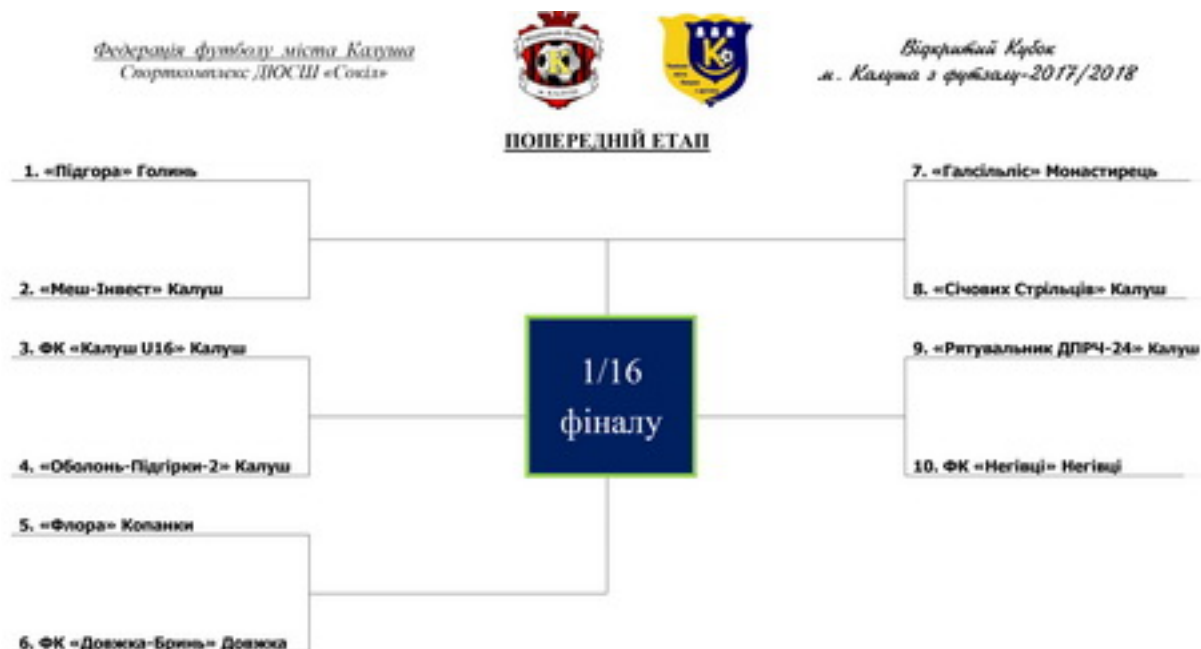 Федерація футболу міста Калуша
Спорткомплекс ДЮСШ «Сокіл»
Відкритий Кубок
м. Калуша з футзалу-2017/2018
ПОПЕРЕДНІЙ ЕТАП
1. «Підгора» Голинь
2. «Меш-Інвест» Калуш
3. ФК «Калуш U16» Калуш
4. «Оболонь-Підгірки-2» Калуш
5. «Флора» Копанки
6. ФК «Довжка-Бринь» Довжка
1/16
фіналу
7. «Галсільліс» Монастирець
8. «Січових Стрільців» Калуш
9. «Рятувальник ДПРЧ-24» Калуш
10. ФК «Негівці» Негівці